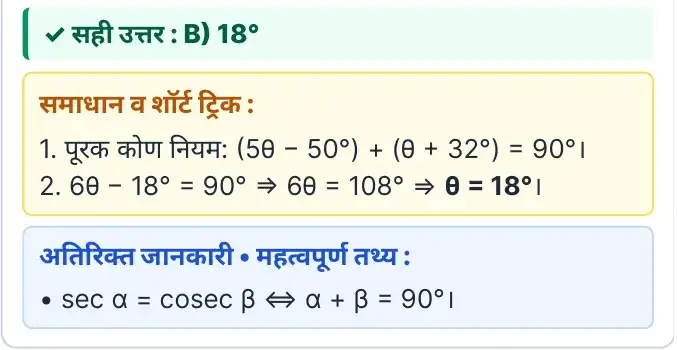 ✓ सही उत्तर : B) 18°
समाधान व शॉर्ट ट्रिक :
1. पूरक कोण नियम: (5θ − 50°) + (θ + 32°) = 90°।
2. 6θ − 18° = 90° ⇒ 6θ = 108° ⇒ θ = 18°।
अतिरिक्त जानकारी • महत्वपूर्ण तथ्य :
• sec α = cosec β ⟺ α + β = 90°।